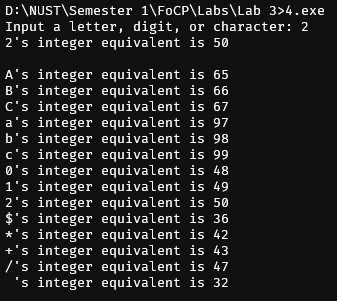 D:\NUST\Semester 1\FoCP\Labs\Lab 3>4.exe
Input a letter, digit, or character: 2
2's integer equivalent is 50

A's integer equivalent is 65
B's integer equivalent is 66
C's integer equivalent is 67
a's integer equivalent is 97
b's integer equivalent is 98
c's integer equivalent is 99
0's integer equivalent is 48
1's integer equivalent is 49
2's integer equivalent is 50
$'s integer equivalent is 36
*'s integer equivalent is 42
+'s integer equivalent is 43
/'s integer equivalent is 47
 's integer equivalent is 32